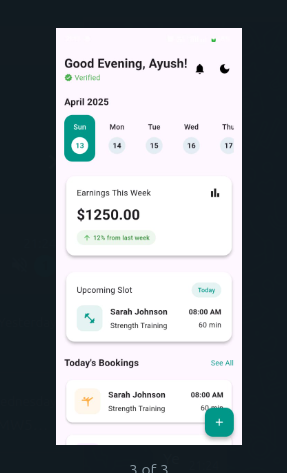 Good Evening, Ayush!
Verified
April 2025
Sun Mon Tue Wed Thu
13 14 15 16 17
Earnings This Week
$1250.00
↑ 12% from last week
Upcoming Slot Today
Sarah Johnson 08:00 AM
Strength Training 60 min
Today's Bookings See All
Sarah Johnson 08:00 AM
Strength Training 60 min
+
3 of 3